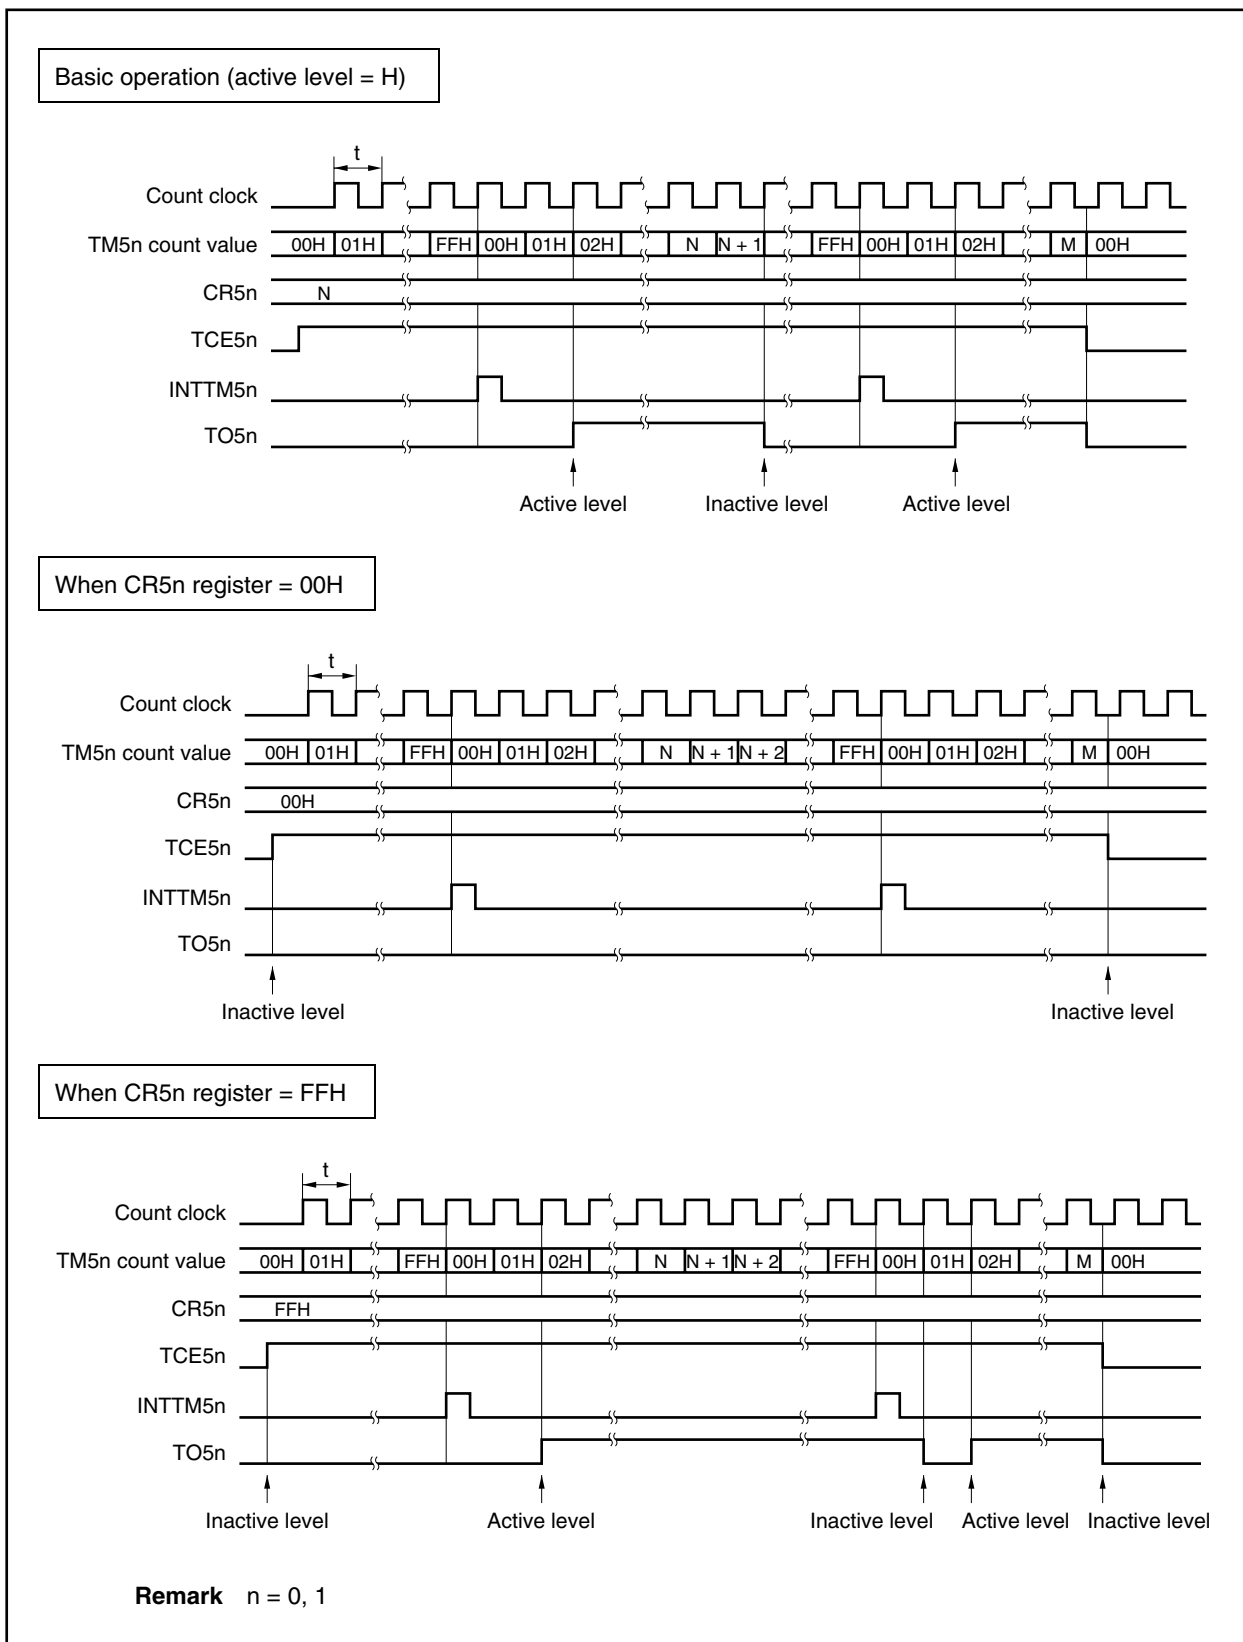 Basic operation (active level = H)
t
Count clock
TM5n count value 00H 01H FFH 00H 01H 02H N N + 1 FFH 00H 01H 02H M 00H
CR5n N
TCE5n
INTTM5n
TO5n
Active level Inactive level Active level
When CR5n register = 00H
t
Count clock
TM5n count value 00H 01H FFH 00H 01H 02H N N + 1 N + 2 FFH 00H 01H 02H M 00H
CR5n 00H
TCE5n
INTTM5n
TO5n
Inactive level Inactive level
When CR5n register = FFH
t
Count clock
TM5n count value 00H 01H FFH 00H 01H 02H N N + 1 N + 2 FFH 00H 01H 02H M 00H
CR5n FFH
TCE5n
INTTM5n
TO5n
Inactive level Active level Inactive level Active level Inactive level
Remark n = 0, 1